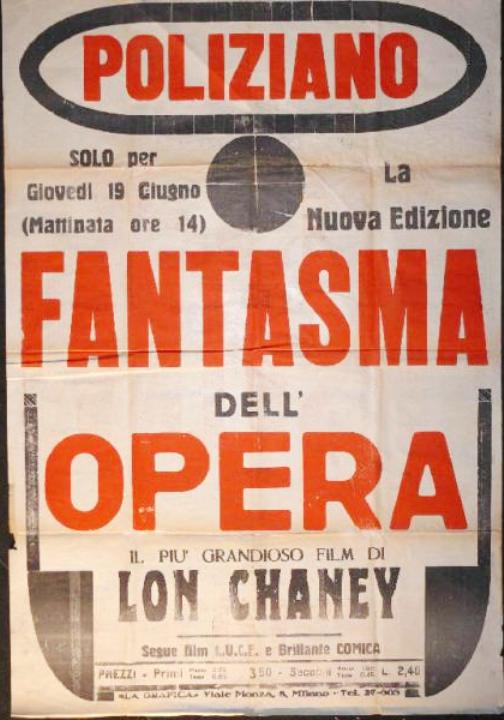 POLIZIANO
SOLO per
Giovedì 19 Giugno
(Mattinata ore 14)
La
Nuova Edizione
FANTASMA
DELL'
OPERA
IL PIU' GRANDIOSO FILM DI
LON CHANEY
Segue film L.U.C.E. e Brillante COMICA
PREZZI - Primi 3,50 - Secondi L. 2,40
«LA GRAFICA» Viale Monza, 8, Milano - Tel. 27-005